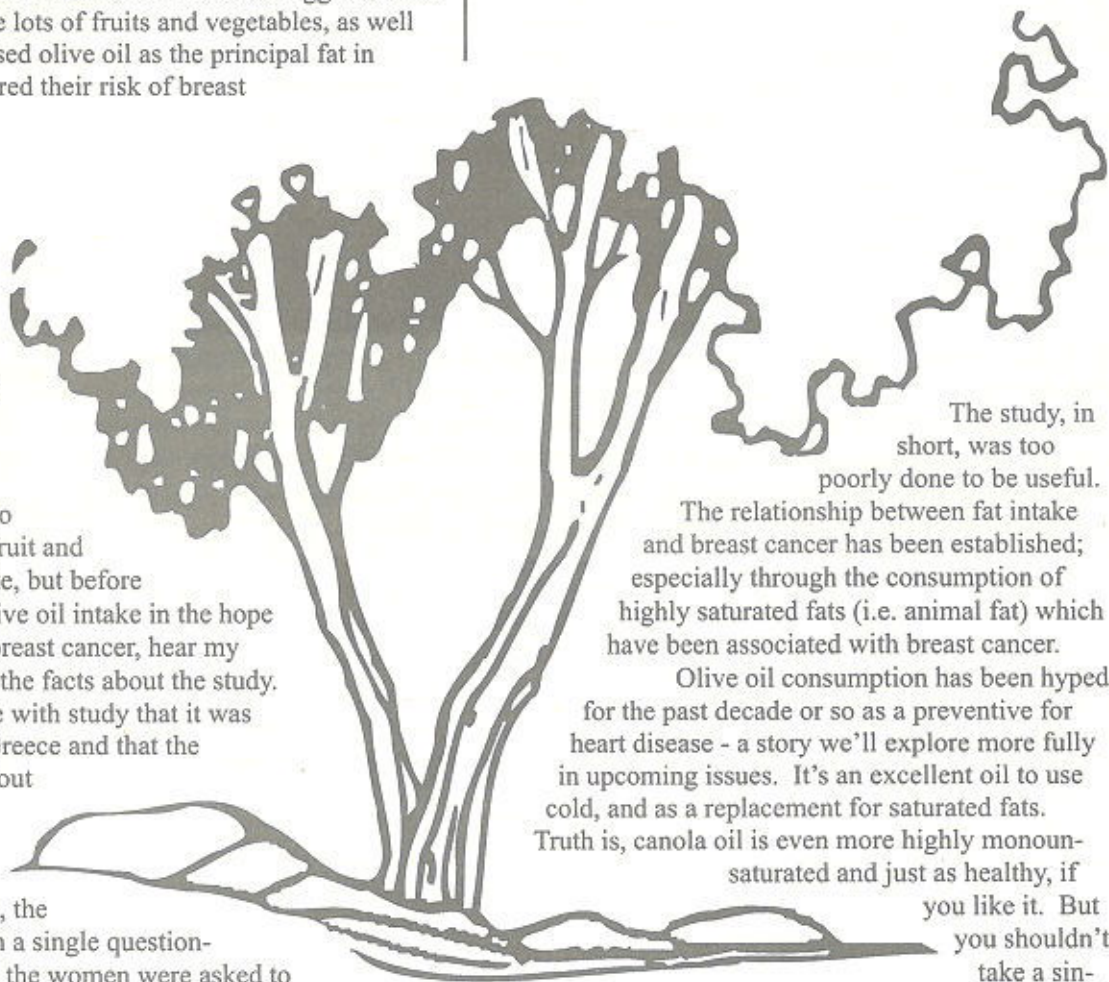 e lots of fruits and vegetables, as well
sed olive oil as the principal fat in
red their risk of breast
o
ruit and
e, but before
ive oil intake in the hope
breast cancer, hear my
the facts about the study.
e with study that it was
reece and that the
out
, the
n a single question-
the women were asked to
The study, in
short, was too
poorly done to be useful.
The relationship between fat intake
and breast cancer has been established;
especially through the consumption of
highly saturated fats (i.e. animal fat) which
have been associated with breast cancer.
Olive oil consumption has been hyped
for the past decade or so as a preventive for
heart disease - a story we'll explore more fully
in upcoming issues. It's an excellent oil to use
cold, and as a replacement for saturated fats.
Truth is, canola oil is even more highly monoun-
saturated and just as healthy, if
you like it. But
you shouldn't
take a sin-